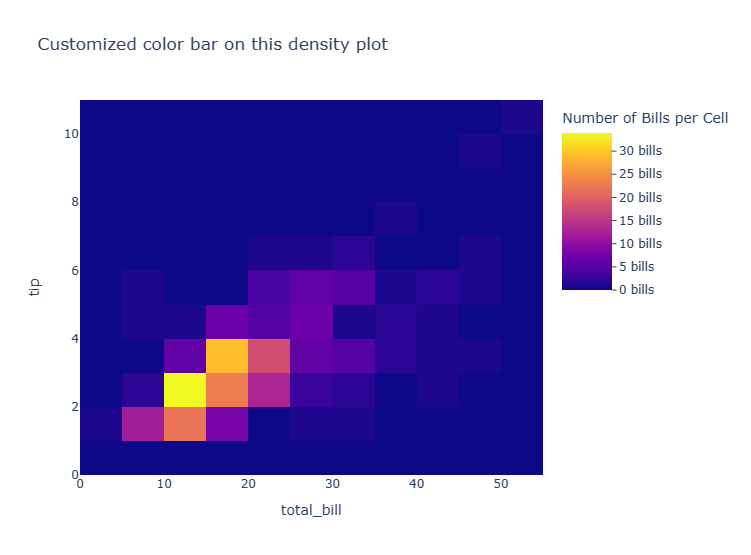 Customized color bar on this density plot
Number of Bills per Cell
30 bills
25 bills
20 bills
15 bills
10 bills
5 bills
0 bills
tip
10
8
6
4
2
0
0
10
20
30
40
50
total_bill